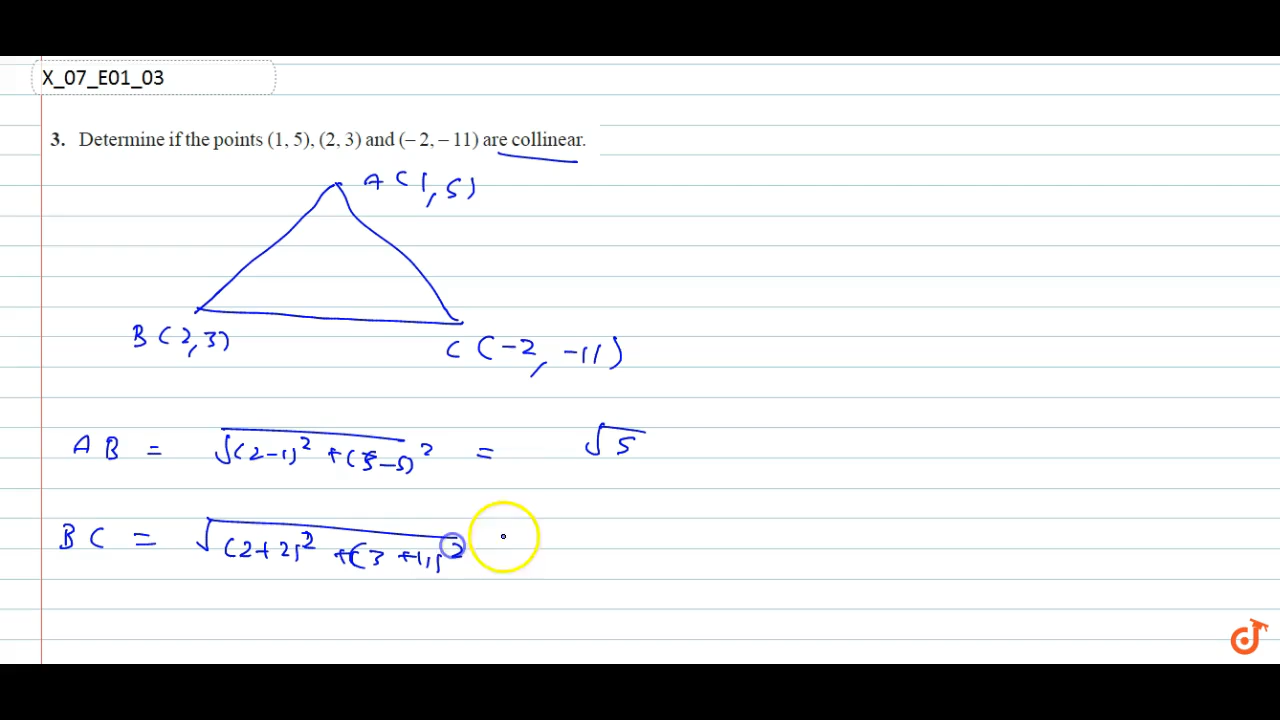 X_07_E01_03
3. Determine if the points (1, 5), (2, 3) and (– 2, – 11) are collinear.
A (1, 5)
B (2, 3)
C (-2, -11)
AB = √(2-1)² + (3-5)² = √5
BC = √(2+2)² + (3+11)²